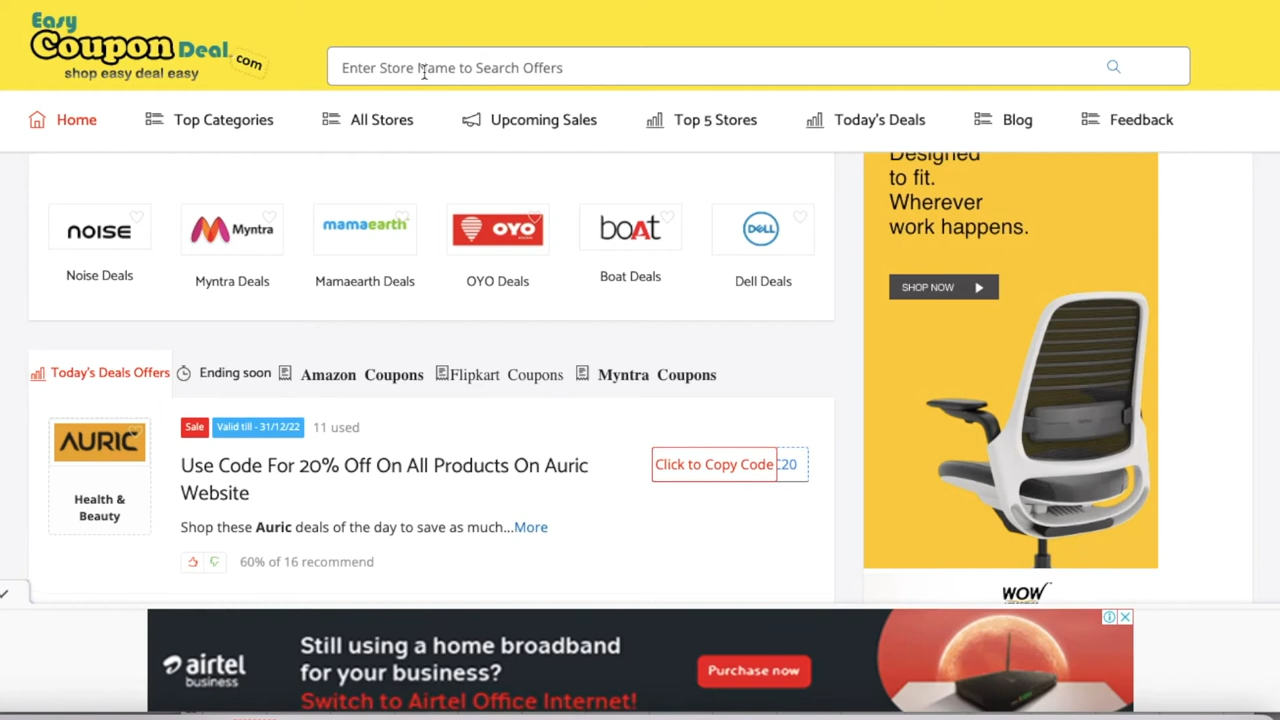 Easy
Coupon Deal.com
shop easy deal easy
Enter Store Name to Search Offers
Home
Top Categories
All Stores
Upcoming Sales
Top 5 Stores
Today's Deals
Blog
Feedback
noise
Myntra
mamaearth
OYO
boAt
DELL
Noise Deals
Myntra Deals
Mamaearth Deals
OYO Deals
Boat Deals
Dell Deals
Designed
to fit.
Wherever
work happens.
SHOP NOW
Today's Deals Offers
Ending soon
Amazon Coupons
Flipkart Coupons
Myntra Coupons
AURIC
Health &
Beauty
Sale
Valid till - 31/12/22
11 used
Use Code For 20% Off On All Products On Auric
Website
Click to Copy Code
20
Shop these Auric deals of the day to save as much...More
60% of 16 recommend
WOW
airtel
business
Still using a home broadband
for your business?
Switch to Airtel Office Internet!
Purchase now